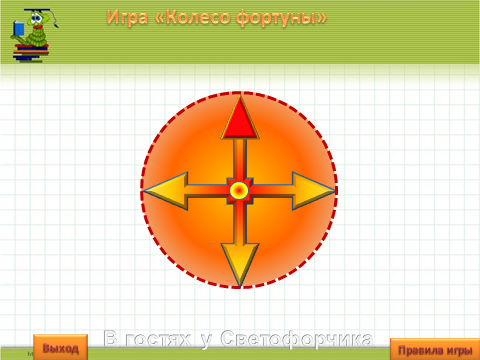 Игра «Колесо фортуны»
В гостях у Светофорчика
Выход
Правила игры